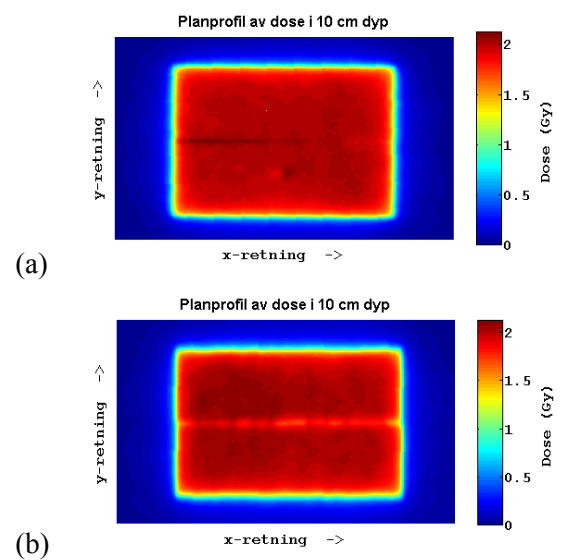 Planprofil av dose i 10 cm dyp
y-retning ->
x-retning ->
2
1.5
1
0.5
0
Dose (Gy)
(a)
Planprofil av dose i 10 cm dyp
y-retning ->
x-retning ->
2
1.5
1
0.5
0
Dose (Gy)
(b)